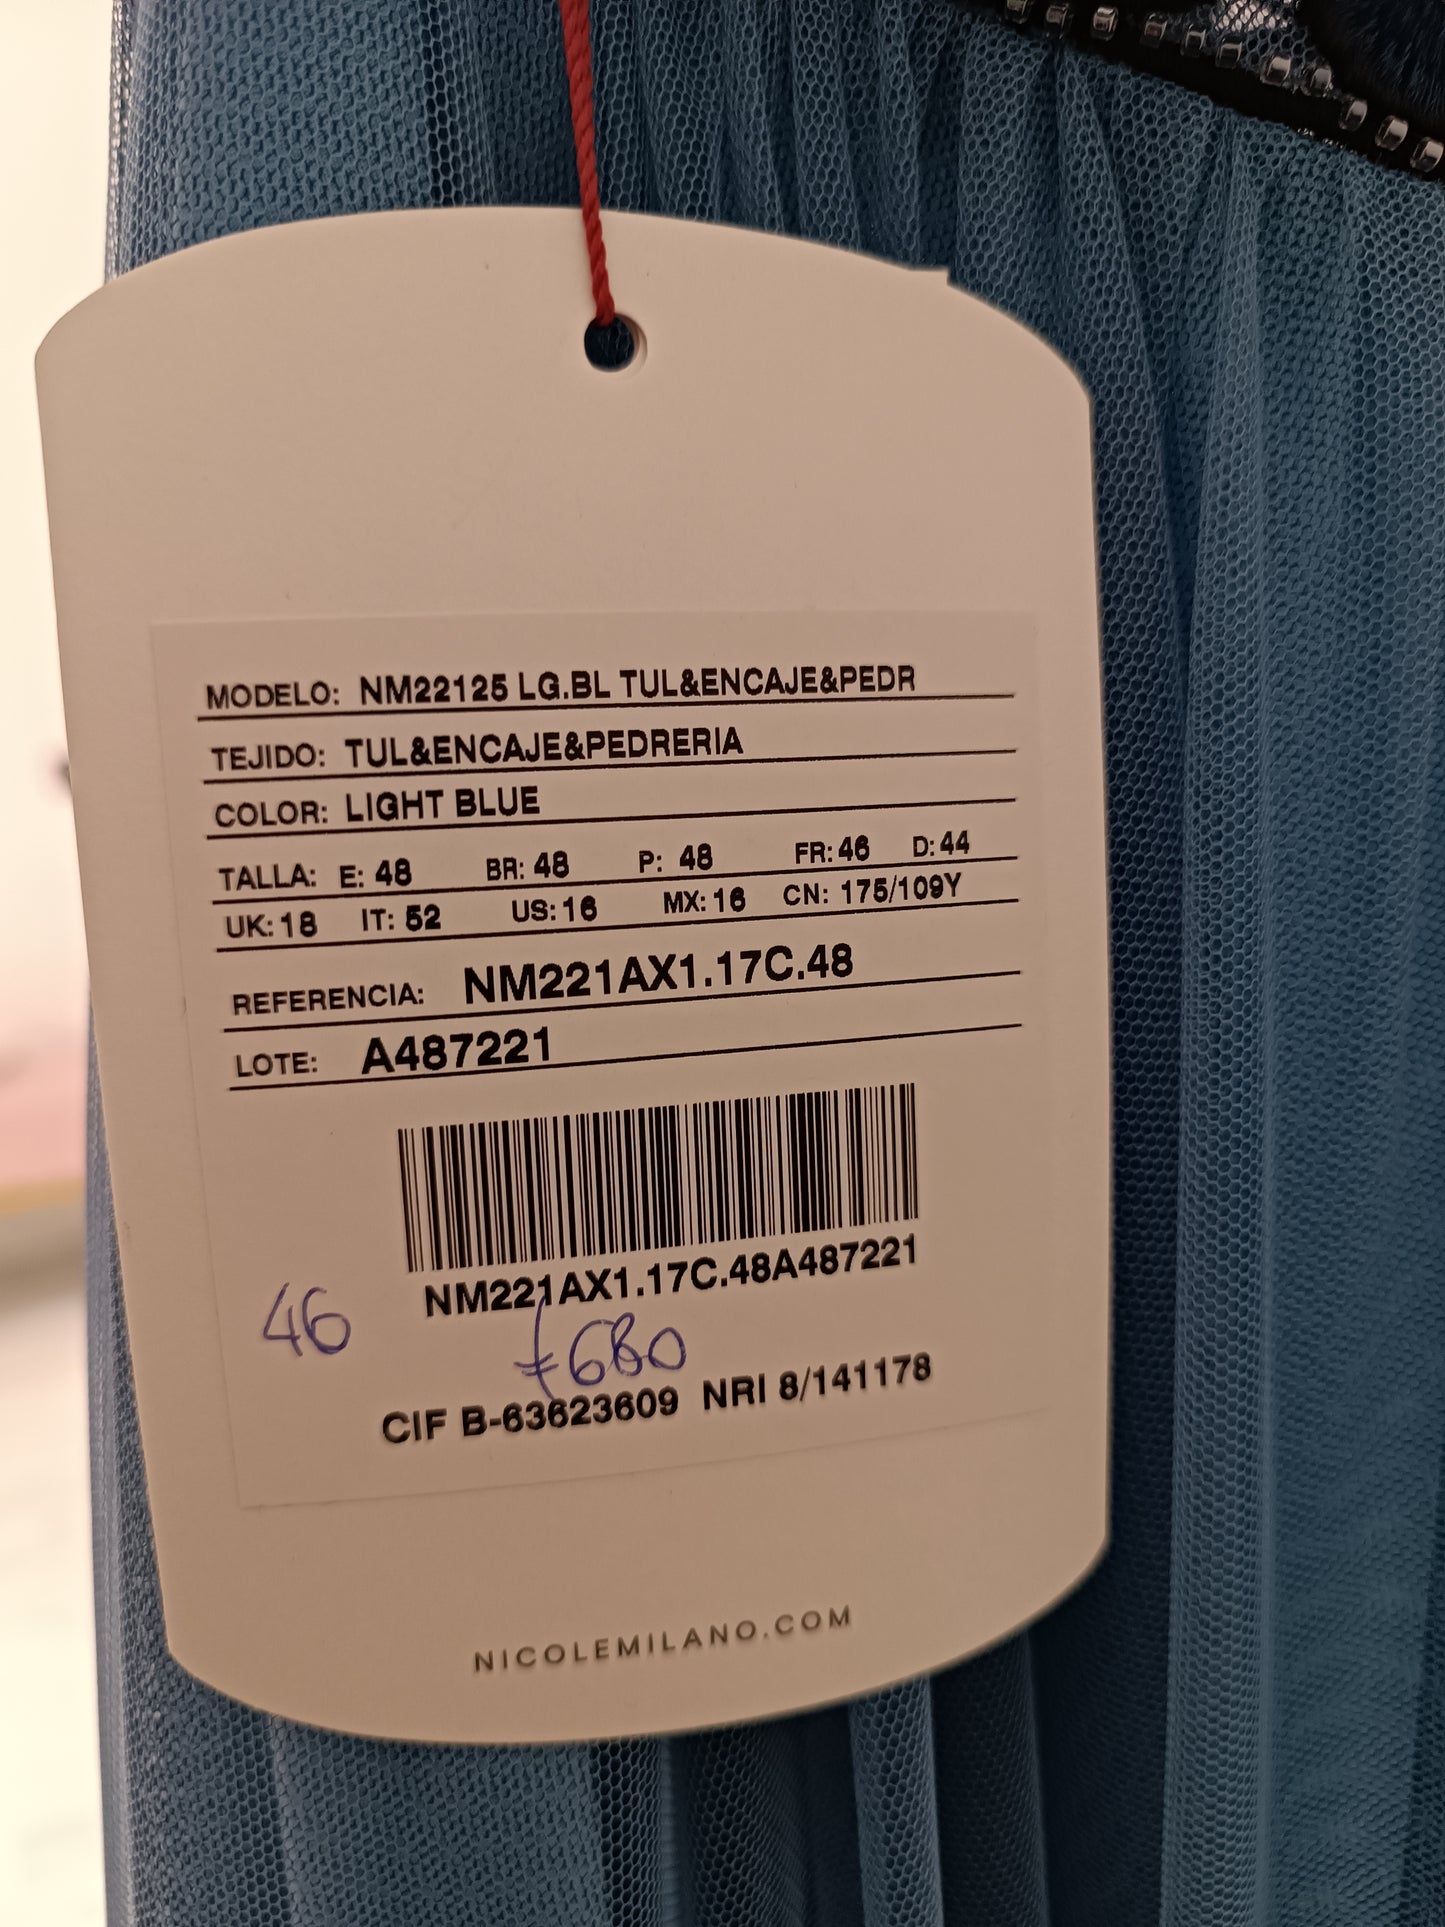 MODELO: NM22125 LG.BL TUL&ENCAJE&PEDR
TEJIDO: TUL&ENCAJE&PEDRERIA
COLOR: LIGHT BLUE
TALLA: E: 48 BR: 48 P: 48 FR: 46 D: 44
UK: 18 IT: 52 US: 16 MX: 16 CN: 175/109Y
REFERENCIA: NM221AX1.17C.48
LOTE: A487221
NM221AX1.17C.48A487221
46
£680
CIF B-63623609 NRI 8/141178
NICOLEMILANO.COM